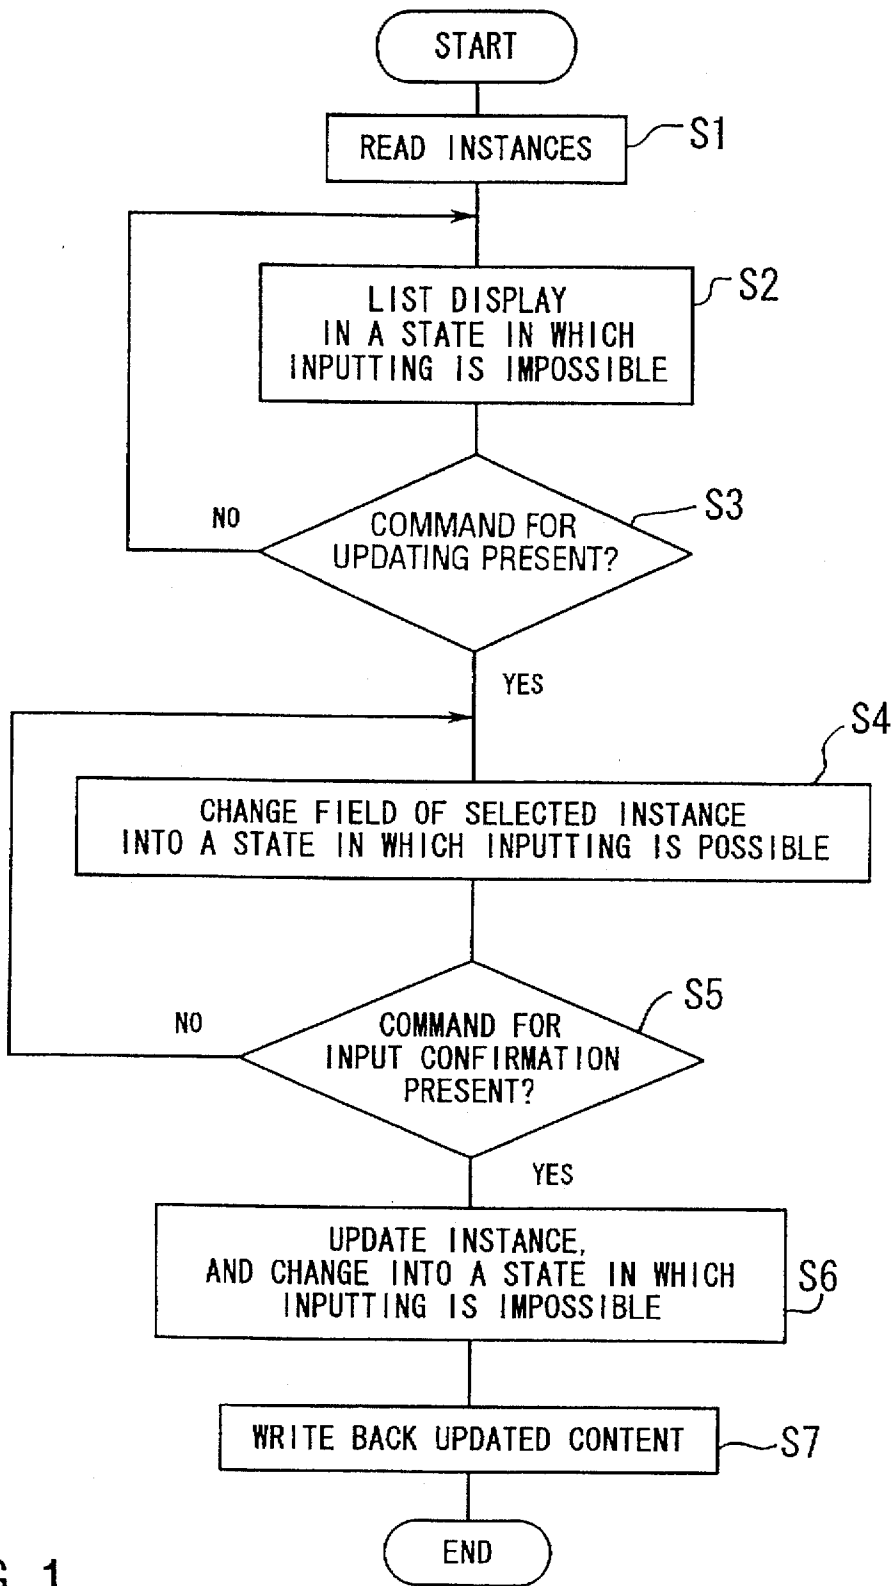 START
READ INSTANCES
S1
LIST DISPLAY
IN A STATE IN WHICH
INPUTTING IS IMPOSSIBLE
S2
COMMAND FOR
UPDATING PRESENT?
S3
NO
YES
S4
CHANGE FIELD OF SELECTED INSTANCE
INTO A STATE IN WHICH INPUTTING IS POSSIBLE
S5
COMMAND FOR
INPUT CONFIRMATION
PRESENT?
NO
YES
UPDATE INSTANCE,
AND CHANGE INTO A STATE IN WHICH
INPUTTING IS IMPOSSIBLE
S6
WRITE BACK UPDATED CONTENT
S7
END
G. 1